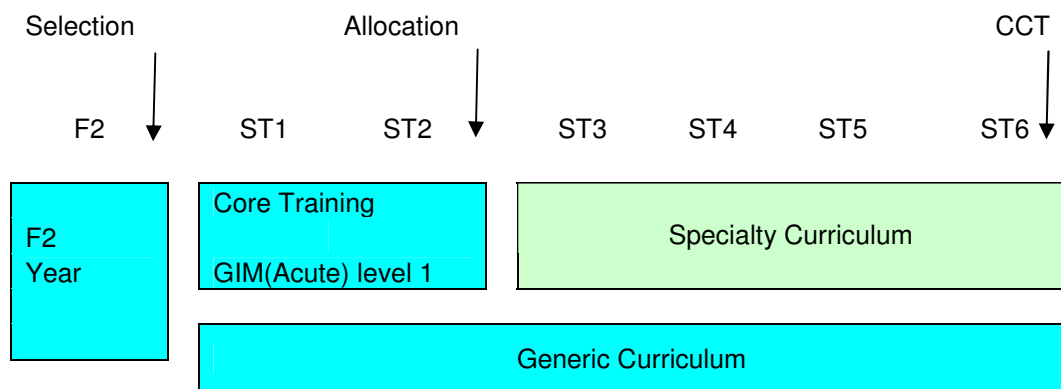 Selection Allocation CCT
F2 ST1 ST2 ST3 ST4 ST5 ST6
F2
Year
Core Training
GIM(Acute) level 1
Specialty Curriculum
Generic Curriculum